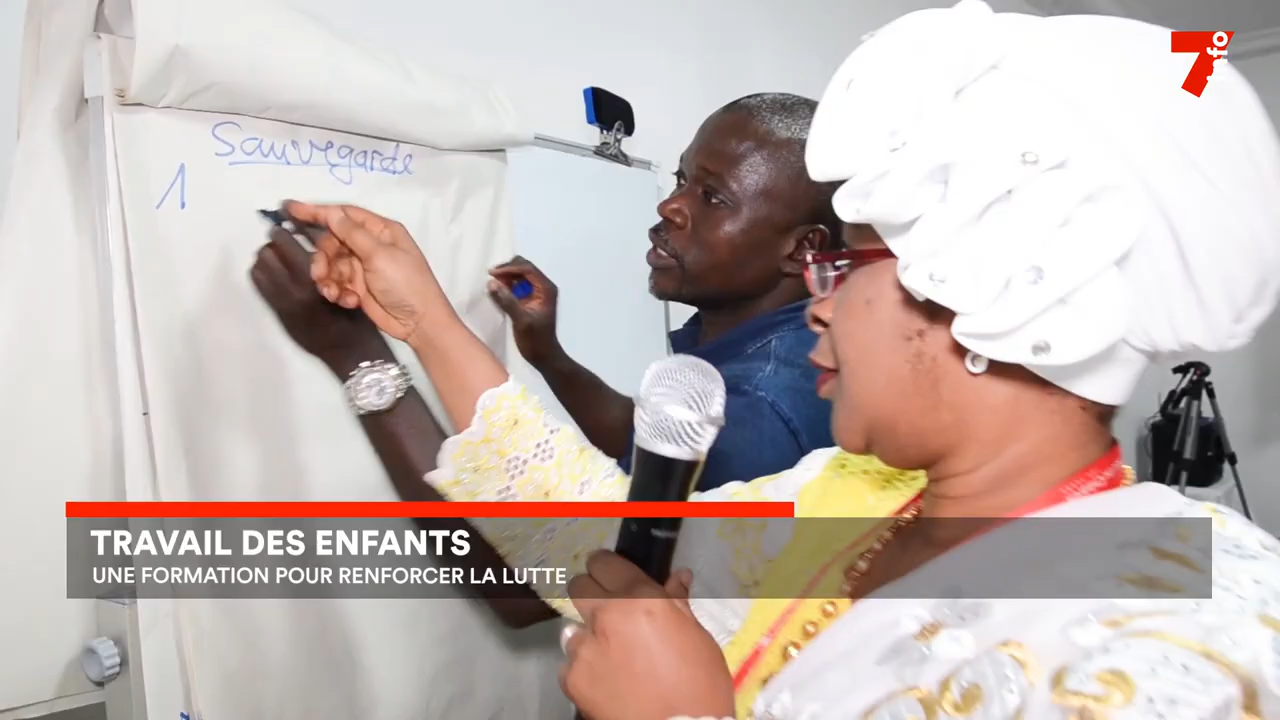 7info
Sauvegarde
1
TRAVAIL DES ENFANTS
UNE FORMATION POUR RENFORCER LA LUTTE